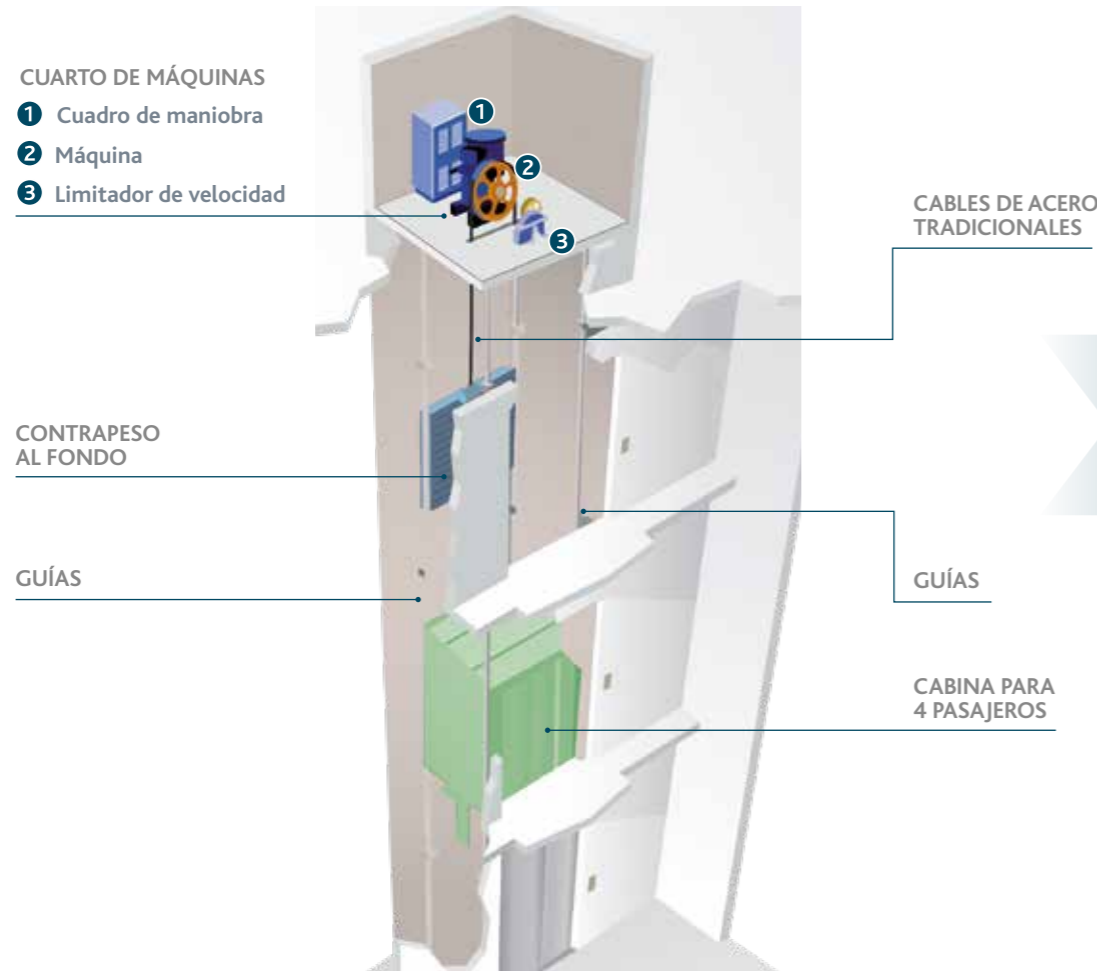 CUARTO DE MÁQUINAS
1 Cuadro de maniobra
2 Máquina
3 Limitador de velocidad
1
2
3
CABLES DE ACERO
TRADICIONALES
CONTRAPESO
AL FONDO
GUÍAS
GUÍAS
CABINA PARA
4 PASAJEROS